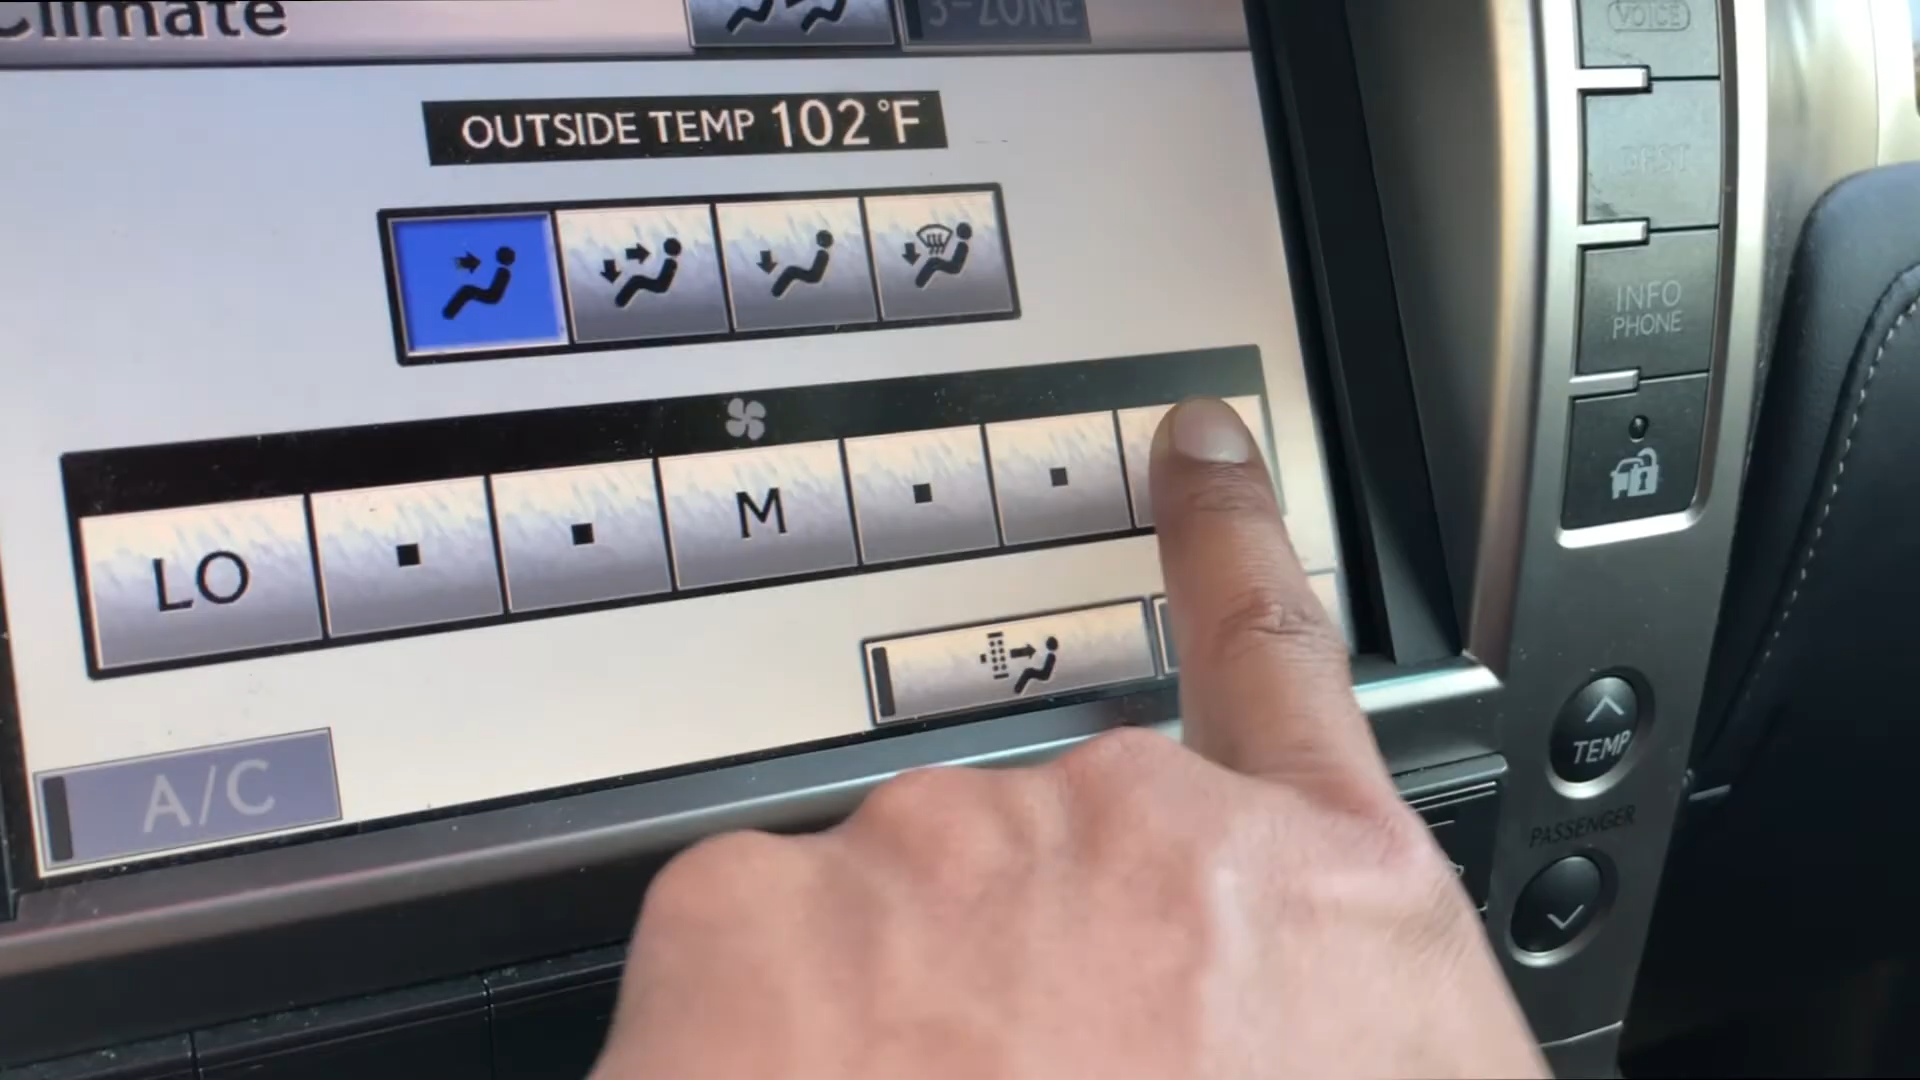 Climate
3-ZONE
OUTSIDE TEMP 102°F
LO
M
A/C
VOICE
DEST
INFO
PHONE
TEMP
PASSENGER